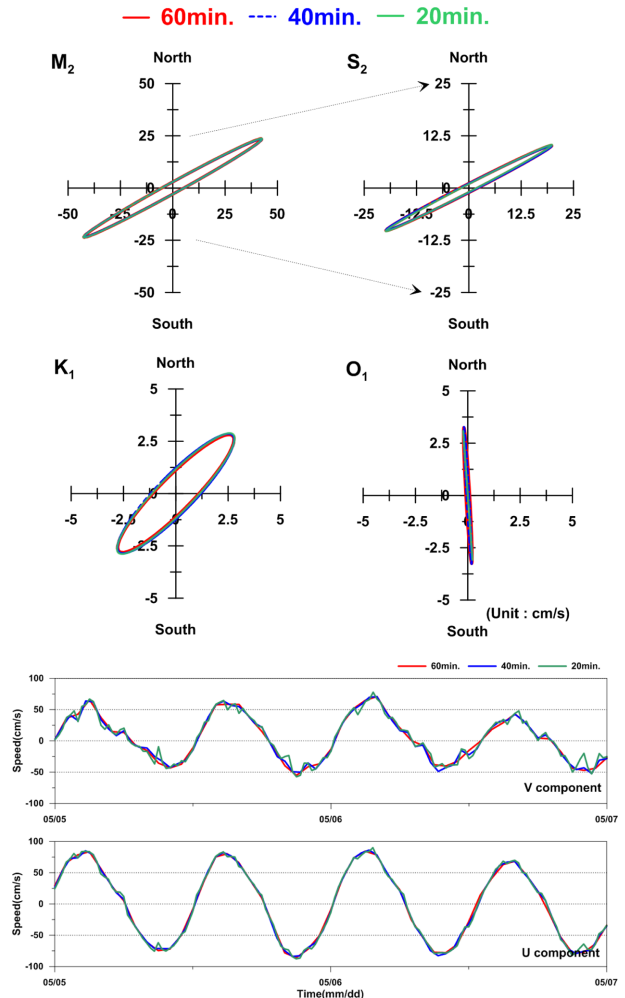 60min. 40min. 20min.
M2 North S2 North
50 25
25 12.5
-50 -25 0 0 25 50 -25 -12.5 0 0 12.5 25
-25 -12.5
-50 -25
South South
K1 North O1 North
5 5
2.5 2.5
-5 -2.5 0 0 2.5 5 -5 -2.5 0 0 2.5 5
-2.5 -2.5
-5 -5
(Unit : cm/s)
South South
60min. 40min. 20min.
100
50
0
-50
-100
Speed(cm/s)
V component
05/05 05/06 05/07
100
50
0
-50
-100
Speed(cm/s)
U component
05/05 05/06 05/07
Time(mm/dd)